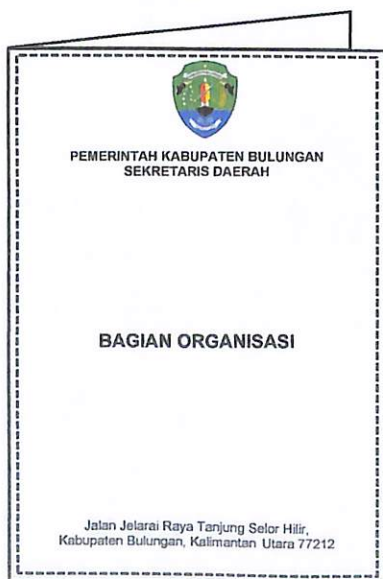 PEMERINTAH KABUPATEN BULUNGAN
SEKRETARIS DAERAH
BAGIAN ORGANISASI
Jalan Jelarai Raya Tanjung Selor Hilir,
Kabupaten Bulungan, Kalimantan Utara 77212